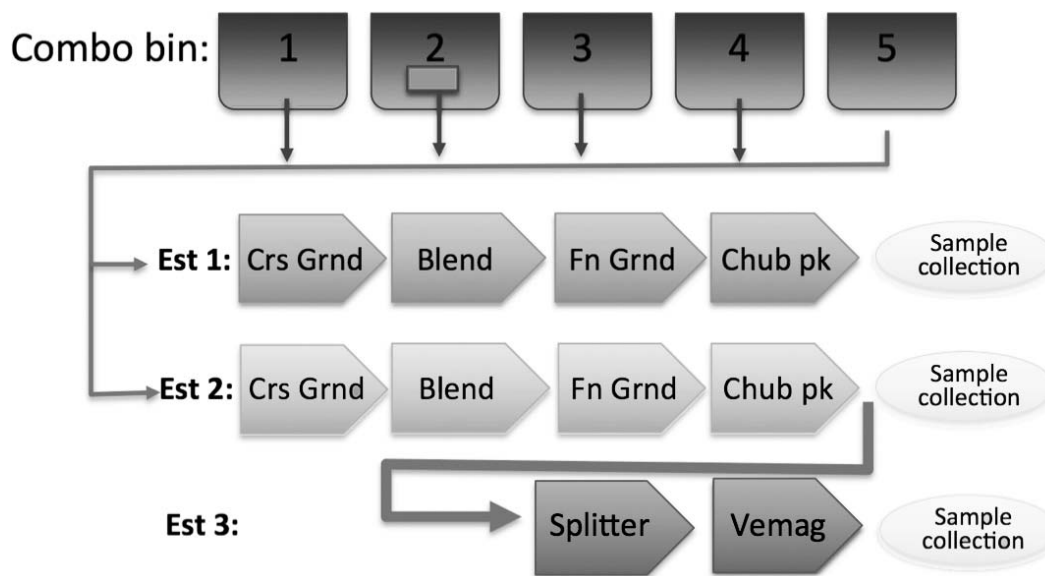 Combo bin: 1 2 3 4 5
Est 1: Crs Grnd Blend Fn Grnd Chub pk Sample collection
Est 2: Crs Grnd Blend Fn Grnd Chub pk Sample collection
Est 3: Splitter Vemag Sample collection